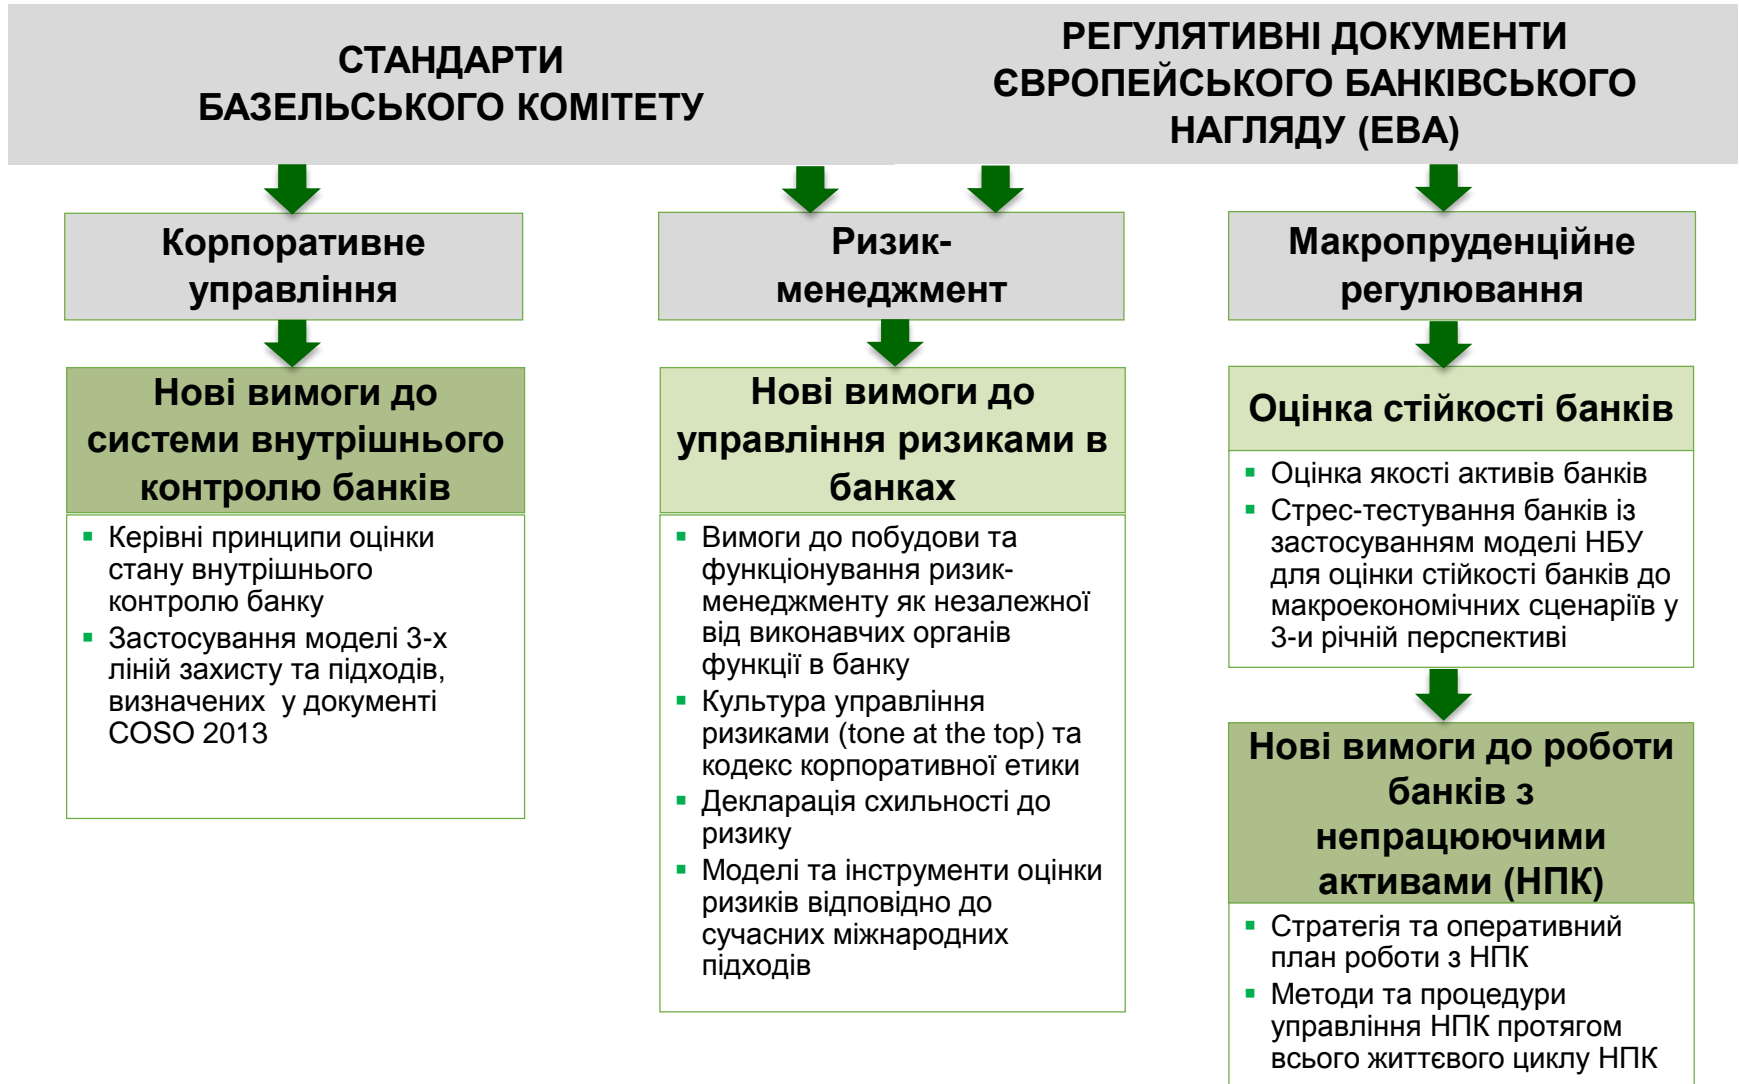 СТАНДАРТИ
БАЗЕЛЬСЬКОГО КОМІТЕТУ
РЕГУЛЯТИВНІ ДОКУМЕНТИ
ЄВРОПЕЙСЬКОГО БАНКІВСЬКОГО
НАГЛЯДУ (ЕВА)
Корпоративне
управління
Нові вимоги до
системи внутрішнього
контролю банків
▪ Керівні принципи оцінки
стану внутрішнього
контролю банку
▪ Застосування моделі 3-х
ліній захисту та підходів,
визначених у документі
COSO 2013
Ризик-
менеджмент
Нові вимоги до
управління ризиками в
банках
▪ Вимоги до побудови та
функціонування ризик-
менеджменту як незалежної
від виконавчих органів
функції в банку
▪ Культура управління
ризиками (tone at the top) та
кодекс корпоративної етики
▪ Декларація схильності до
ризику
▪ Моделі та інструменти оцінки
ризиків відповідно до
сучасних міжнародних
підходів
Макропруденційне
регулювання
Оцінка стійкості банків
▪ Оцінка якості активів банків
▪ Стрес-тестування банків із
застосуванням моделі НБУ
для оцінки стійкості банків до
макроекономічних сценаріїв у
3-и річній перспективі
Нові вимоги до роботи
банків з
непрацюючими
активами (НПК)
▪ Стратегія та оперативний
план роботи з НПК
▪ Методи та процедури
управління НПК протягом
всього життєвого циклу НПК